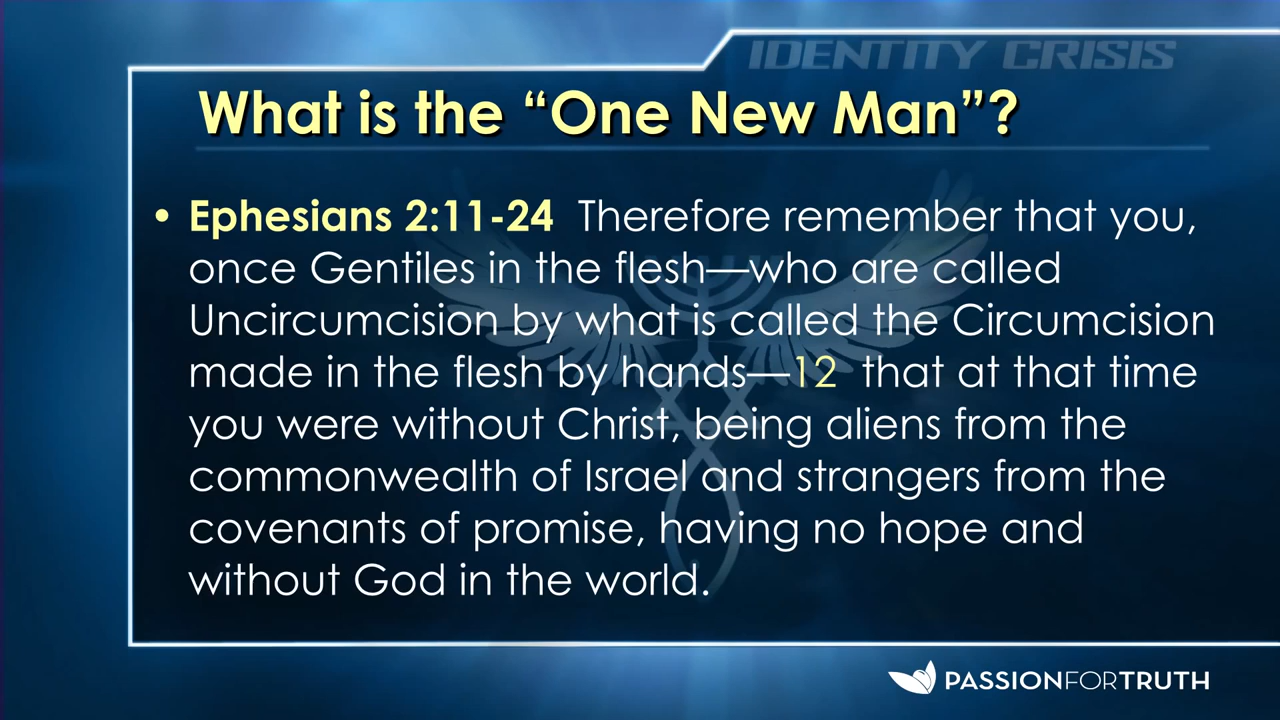 IDENTITY CRISIS
What is the “One New Man”?
• Ephesians 2:11-24 Therefore remember that you,
once Gentiles in the flesh—who are called
Uncircumcision by what is called the Circumcision
made in the flesh by hands—12 that at that time
you were without Christ, being aliens from the
commonwealth of Israel and strangers from the
covenants of promise, having no hope and
without God in the world.
PASSIONFORTRUTH